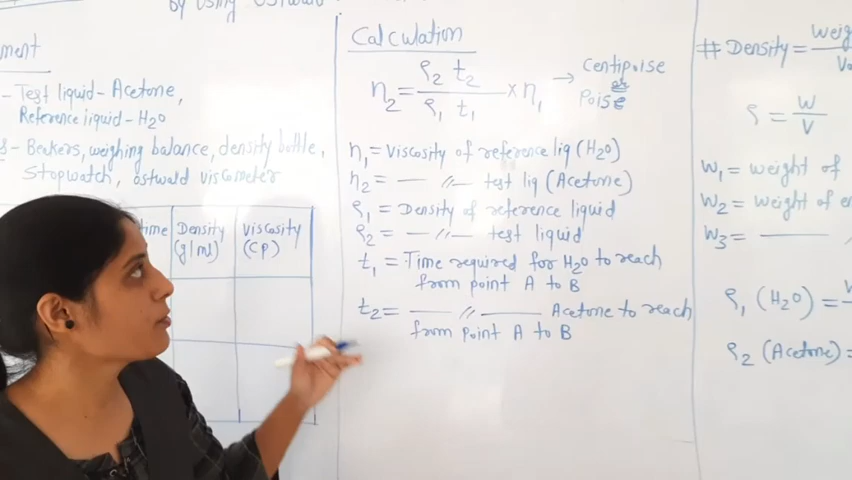 by using Ostwald
ment
- Test liquid - Acetone,
Reference liquid - H2O
s - Beakers, weighing balance, density bottle,
Stopwatch, ostwald viscometer
time
Density (g/ml)
viscosity (CP)
Calculation
η2 = ρ2 t2 / ρ1 t1 × η1 → Centipoise or Poise
η1 = Viscosity of reference liq (H2O)
η2 = —〃— test liq (Acetone)
ρ1 = Density of reference liquid
ρ2 = — 〃— test liquid
t1 = Time required for H2O to reach
from point A to B
t2 = — 〃 — Acetone to reach
from point A to B
# Density = Weig
Vo
ρ = W / V
W1 = weight of
W2 = weight of em
W3 = — 〃
ρ1 (H2O) =
ρ2 (Acetone) =